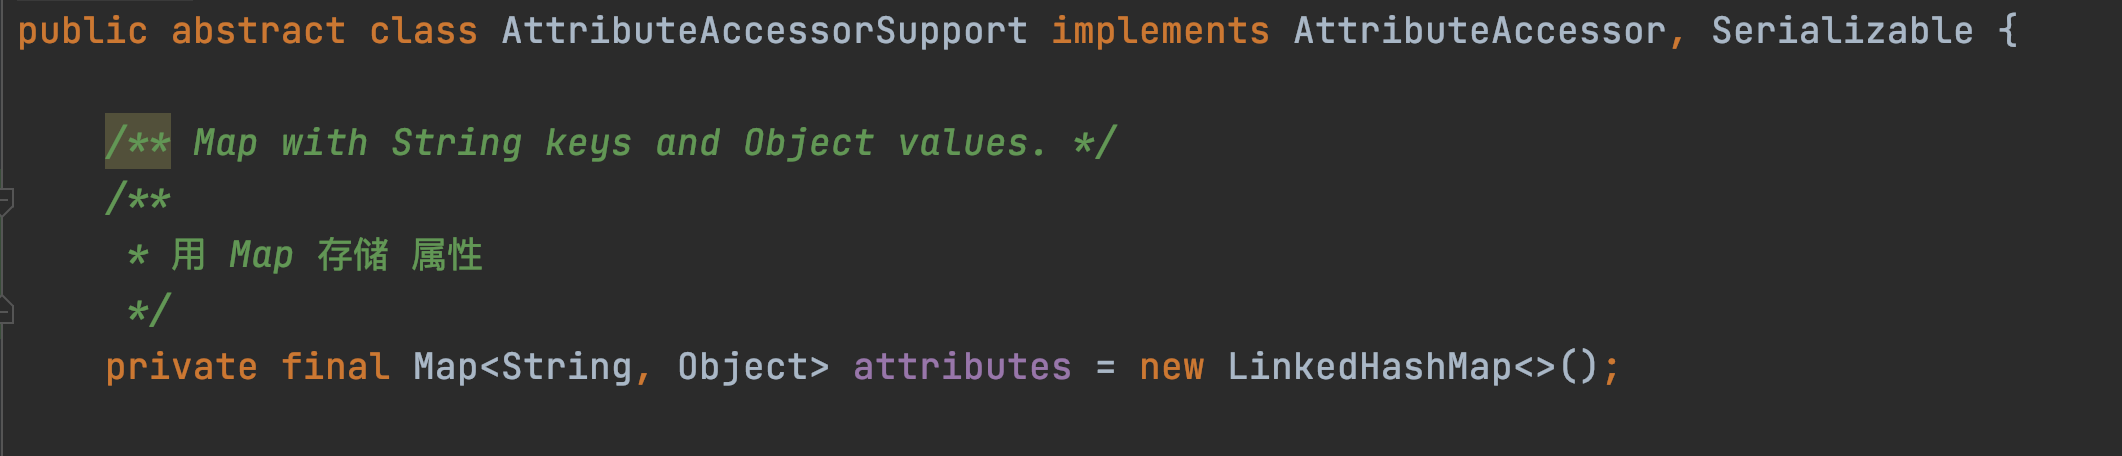 public abstract class AttributeAccessorSupport implements AttributeAccessor, Serializable {
/** Map with String keys and Object values. */
/**
* 用 Map 存储 属性
*/
private final Map<String, Object> attributes = new LinkedHashMap<>();